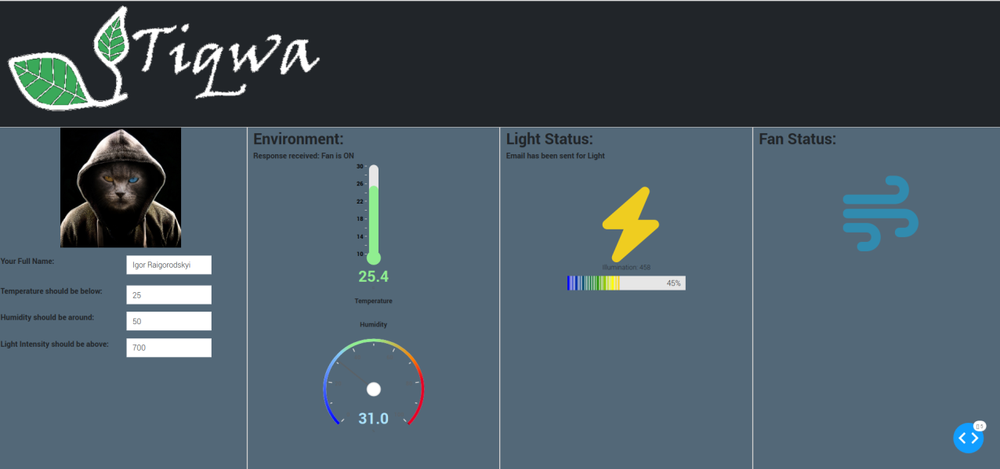 Tiqwa
Your Full Name:
Igor Raigorodskyi
Temperature should be below:
25
Humidity should be around:
50
Light Intensity should be above:
700
Environment:
Response received: Fan is ON
30
26
22
18
14
10
25.4
Temperature
Humidity
31.0
Light Status:
Email has been sent for Light
Illumination: 458
45%
Fan Status:
5